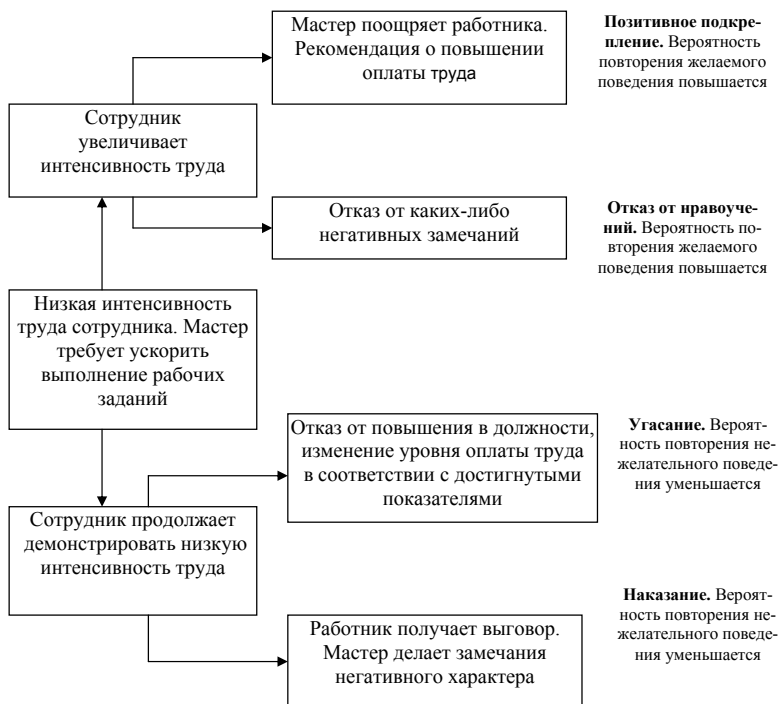 Мастер поощряет работника.
Рекомендация о повышении
оплаты труда
Позитивное подкре-
пление. Вероятность
повторения желаемого
поведения повышается
Сотрудник
увеличивает
интенсивность труда
Отказ от каких-либо
негативных замечаний
Отказ от нравоуче-
ний. Вероятность по-
вторения желаемого
поведения повышается
Низкая интенсивность
труда сотрудника. Мастер
требует ускорить
выполнение рабочих
заданий
Отказ от повышения в должности,
изменение уровня оплаты труда
в соответствии с достигнутыми
показателями
Угасание. Вероят-
ность повторения не-
желательного поведе-
ния уменьшается
Сотрудник продолжает
демонстрировать низкую
интенсивность труда
Работник получает выговор.
Мастер делает замечания
негативного характера
Наказание. Вероят-
ность повторения не-
желательного поведе-
ния уменьшается